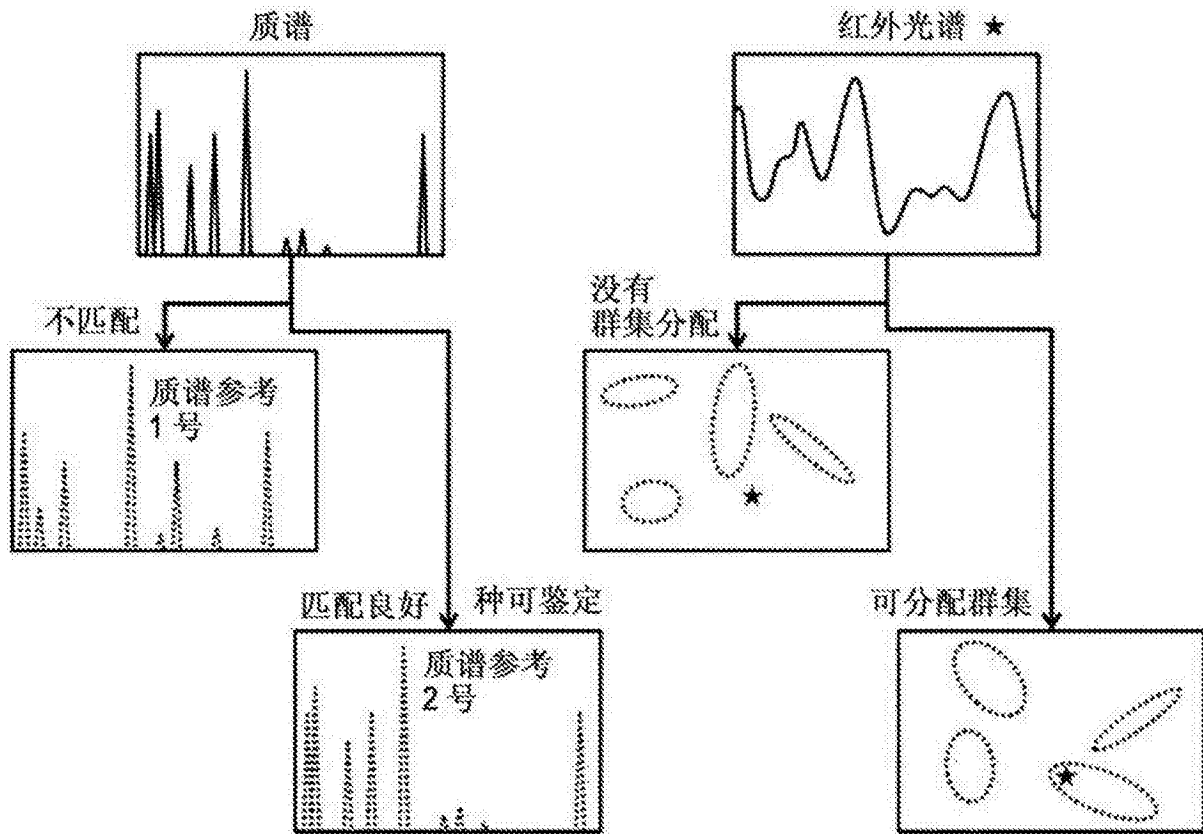 质谱
红外光谱 ★
不匹配
没有
群集分配
质谱参考
1 号
匹配良好
种可鉴定
可分配群集
质谱参考
2 号